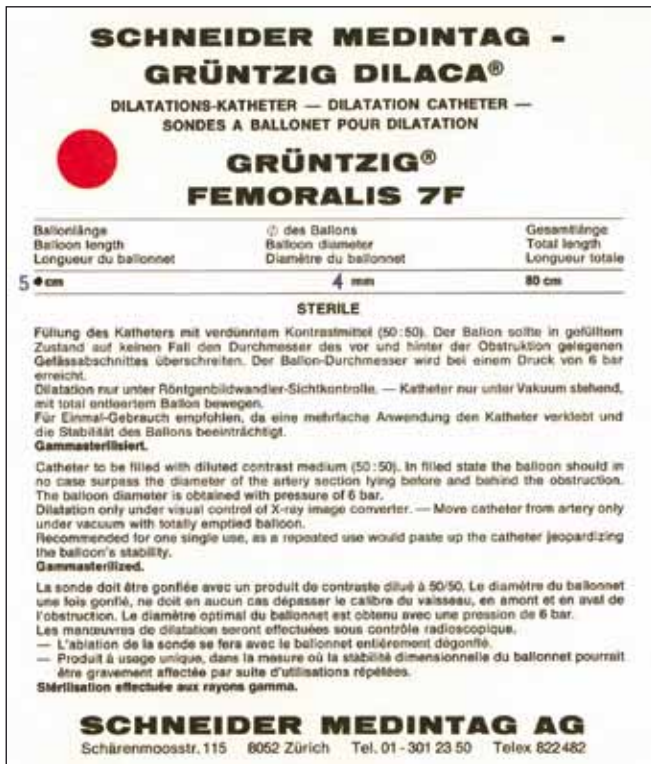 SCHNEIDER MEDINTAG -
GRÜNTZIG DILACA®
DILATATIONS-KATHETER — DILATATION CATHETER —
SONDES A BALLONET POUR DILATATION
GRÜNTZIG®
FEMORALIS 7F
Ballonlänge ∅ des Ballons Gesamtlänge
Balloon length Balloon diameter Total length
Longueur du ballonnet Diamètre du ballonnet Longueur totale
5 cm 4 mm 80 cm
STERILE
Füllung des Katheters mit verdünntem Kontrastmittel (50:50). Der Ballon sollte in gefülltem
Zustand auf keinen Fall den Durchmesser des vor und hinter der Obstruktion gelegenen
Gefässabschnittes überschreiten. Der Ballon-Durchmesser wird bei einem Druck von 6 bar
erreicht.
Dilatation nur unter Röntgenbildwandler-Sichtkontrolle. — Katheter nur unter Vakuum stehend,
mit total entleertem Ballon bewegen.
Für Einmal-Gebrauch empfohlen, da eine mehrfache Anwendung den Katheter verklebt und
die Stabilität des Ballons beeinträchtigt.
Gammasterilisiert.
Catheter to be filled with diluted contrast medium (50:50). In filled state the balloon should in
no case surpass the diameter of the artery section lying before and behind the obstruction.
The balloon diameter is obtained with pressure of 6 bar.
Dilatation only under visual control of X-ray image converter. — Move catheter from artery only
under vacuum with totally emptied balloon.
Recommended for one single use, as a repeated use would paste up the catheter jeopardizing
the balloon's stability.
Gammasterilized.
La sonde doit être gonflée avec un produit de contraste dilué à 50/50. Le diamètre du ballonnet
une fois gonflé, ne doit en aucun cas dépasser le calibre du vaisseau, en amont et en aval de
l'obstruction. Le diamètre optimal du ballonnet est obtenu avec une pression de 6 bar.
Les manœuvres de dilatation seront effectuées sous contrôle radioscopique.
— L'ablation de la sonde se fera avec le ballonnet entièrement dégonflé.
— Produit à usage unique, dans la mesure où la stabilité dimensionnelle du ballonnet pourrait
être gravement affectée par suite d'utilisations répétées.
Stérilisation effectuée aux rayons gamma.
SCHNEIDER MEDINTAG AG
Schärenmoosstr. 115 8052 Zürich Tel. 01 - 301 23 50 Telex 822482